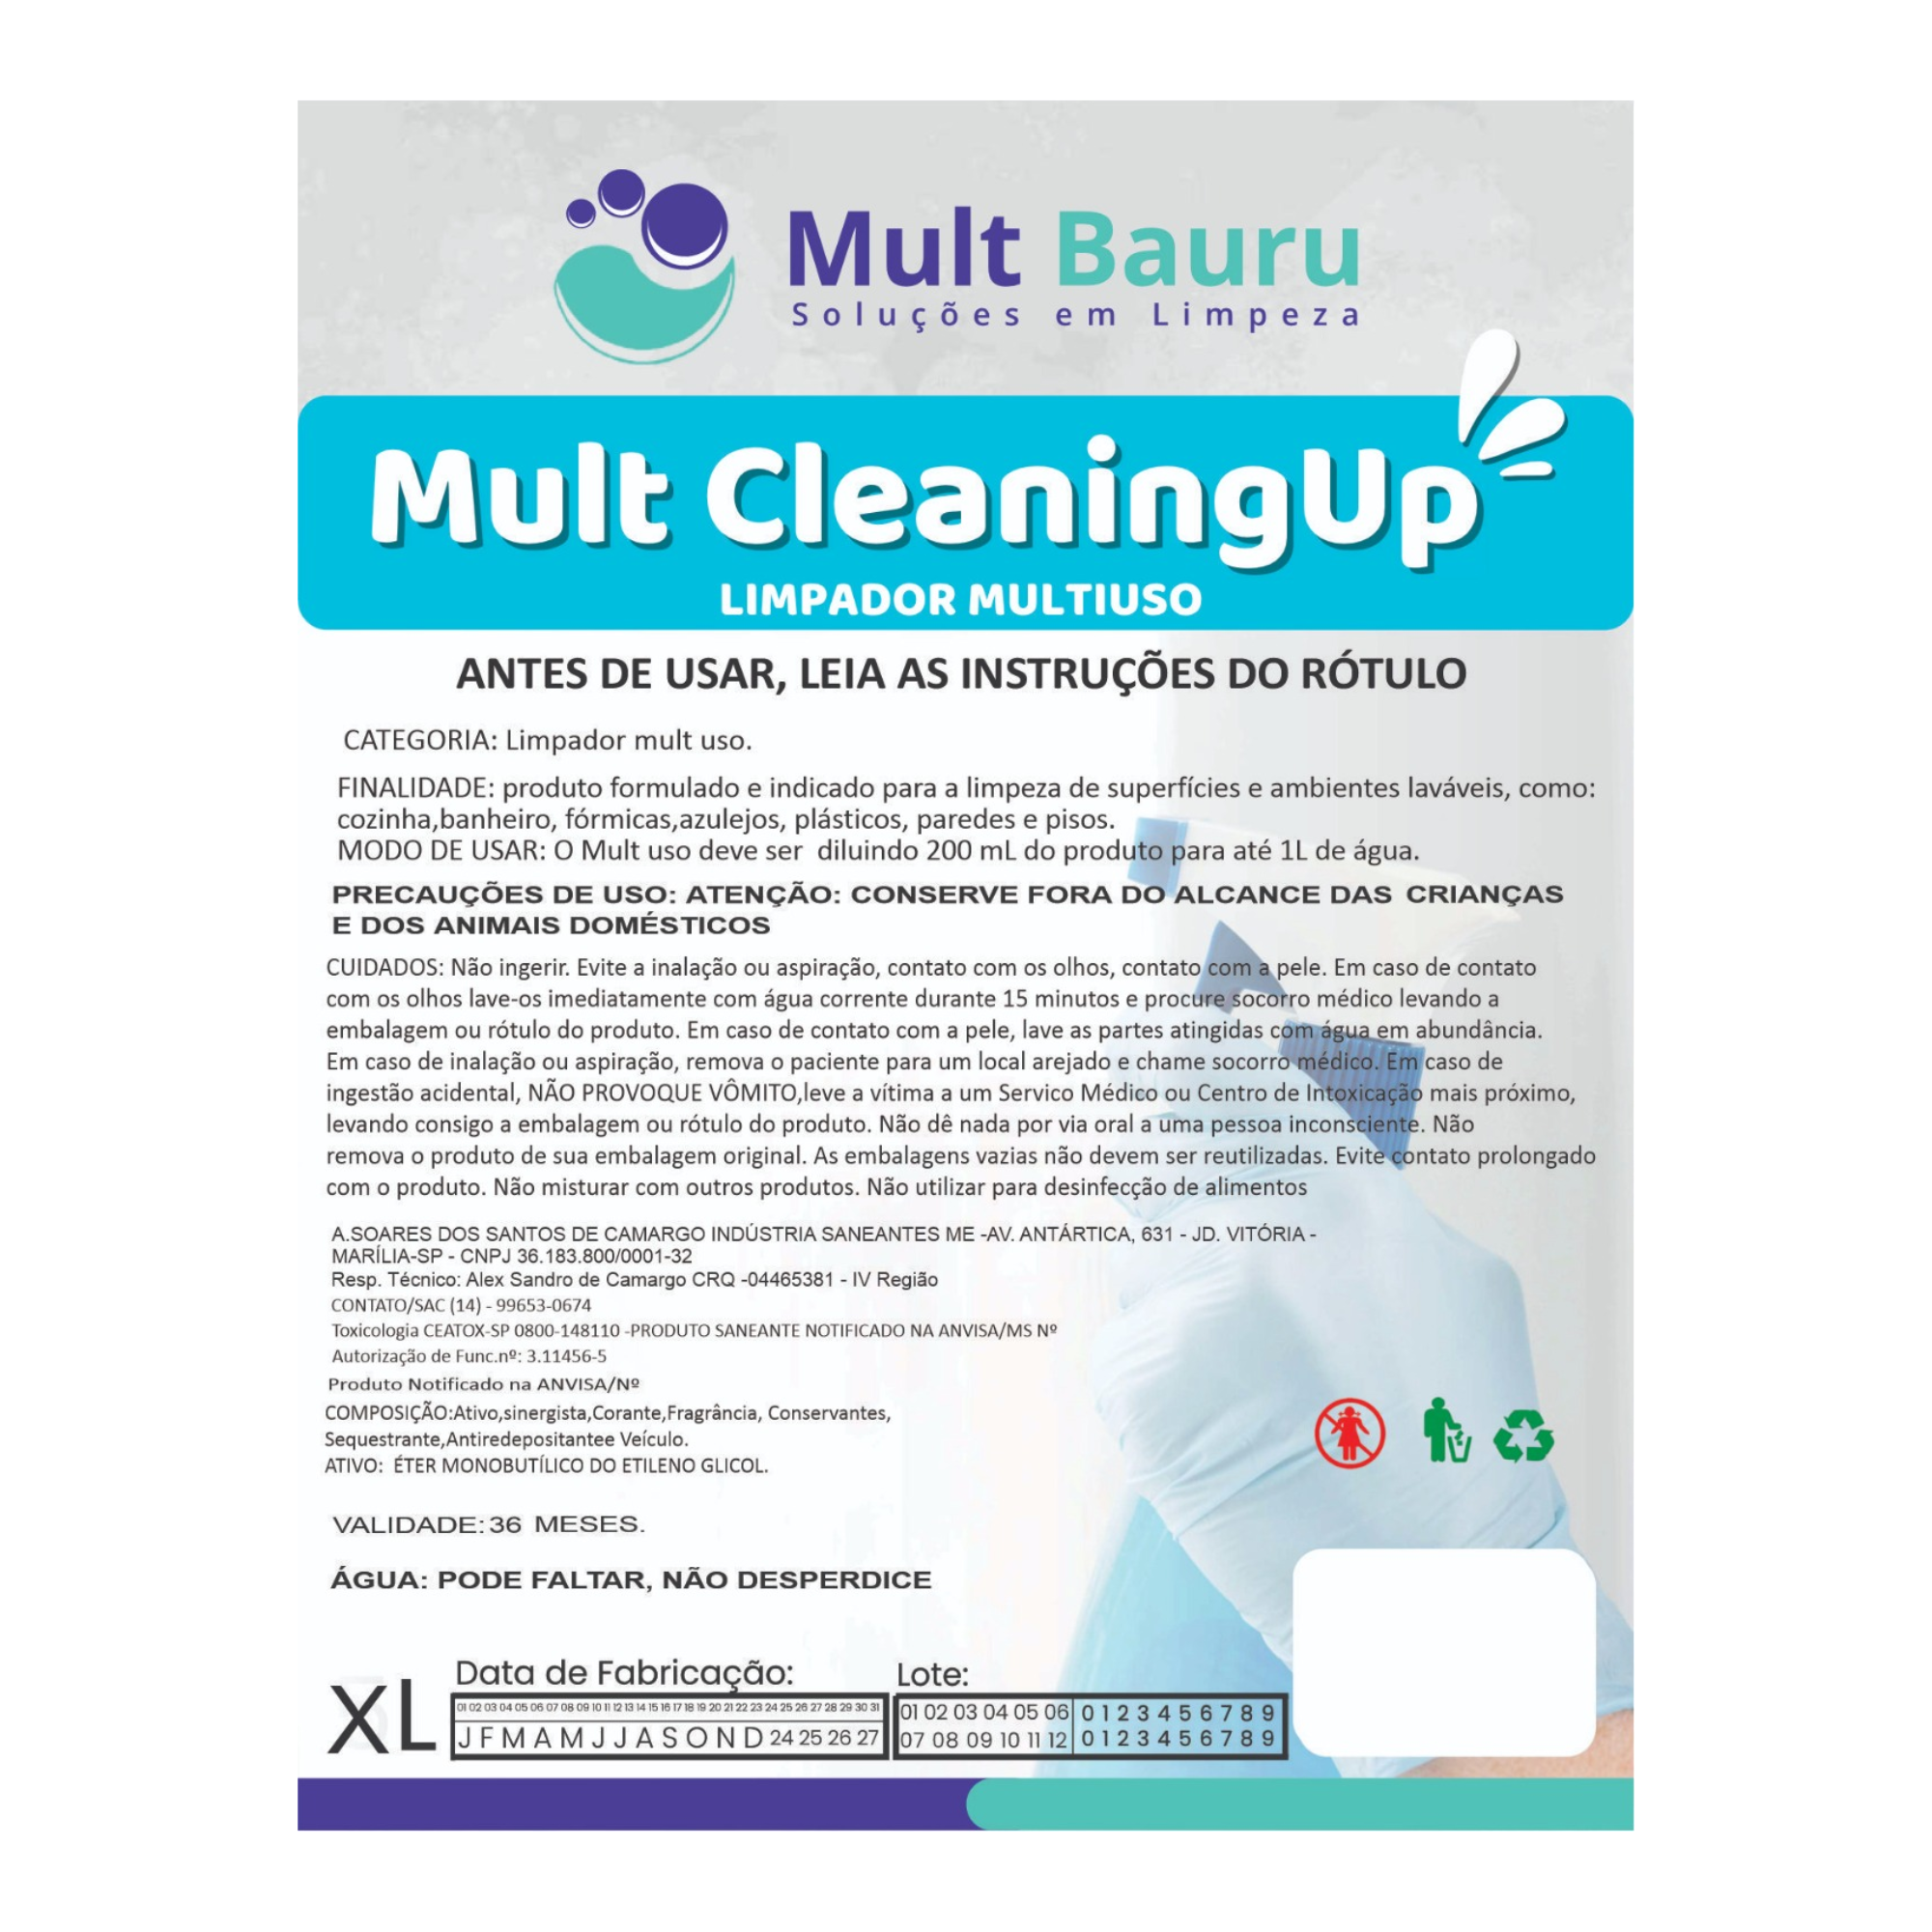 Mult Bauru
Soluções em Limpeza
Mult CleaningUp
LIMPADOR MULTIUSO
ANTES DE USAR, LEIA AS INSTRUÇÕES DO RÓTULO
CATEGORIA: Limpador mult uso.
FINALIDADE: produto formulado e indicado para a limpeza de superfícies e ambientes laváveis, como:
cozinha,banheiro, fórmicas,azulejos, plásticos, paredes e pisos.
MODO DE USAR: O Mult uso deve ser diluindo 200 mL do produto para até 1L de água.
PRECAUÇÕES DE USO: ATENÇÃO: CONSERVE FORA DO ALCANCE DAS CRIANÇAS
E DOS ANIMAIS DOMÉSTICOS
CUIDADOS: Não ingerir. Evite a inalação ou aspiração, contato com os olhos, contato com a pele. Em caso de contato
com os olhos lave-os imediatamente com água corrente durante 15 minutos e procure socorro médico levando a
embalagem ou rótulo do produto. Em caso de contato com a pele, lave as partes atingidas com água em abundância.
Em caso de inalação ou aspiração, remova o paciente para um local arejado e chame socorro médico. Em caso de
ingestão acidental, NÃO PROVOQUE VÔMITO,leve a vítima a um Servico Médico ou Centro de Intoxicação mais próximo,
levando consigo a embalagem ou rótulo do produto. Não dê nada por via oral a uma pessoa inconsciente. Não
remova o produto de sua embalagem original. As embalagens vazias não devem ser reutilizadas. Evite contato prolongado
com o produto. Não misturar com outros produtos. Não utilizar para desinfecção de alimentos
A.SOARES DOS SANTOS DE CAMARGO INDÚSTRIA SANEANTES ME -AV. ANTÁRTICA, 631 - JD. VITÓRIA -
MARÍLIA-SP - CNPJ 36.183.800/0001-32
Resp. Técnico: Alex Sandro de Camargo CRQ -04465381 - IV Região
CONTATO/SAC (14) - 99653-0674
Toxicologia CEATOX-SP 0800-148110 -PRODUTO SANEANTE NOTIFICADO NA ANVISA/MS Nº
Autorização de Func.nº: 3.11456-5
Produto Notificado na ANVISA/Nº
COMPOSIÇÃO:Ativo,sinergista,Corante,Fragrância, Conservantes,
Sequestrante,Antiredepositantee Veículo.
ATIVO: ÉTER MONOBUTÍLICO DO ETILENO GLICOL.
VALIDADE:36 MESES.
ÁGUA: PODE FALTAR, NÃO DESPERDICE
XL
Data de Fabricação:
01 02 03 04 05 06 07 08 09 10 11 12 13 14 15 16 17 18 19 20 21 22 23 24 25 26 27 28 29 30 31
J F M A M J J A S O N D 24 25 26 27
Lote:
01 02 03 04 05 06 0 1 2 3 4 5 6 7 8 9
07 08 09 10 11 12 0 1 2 3 4 5 6 7 8 9